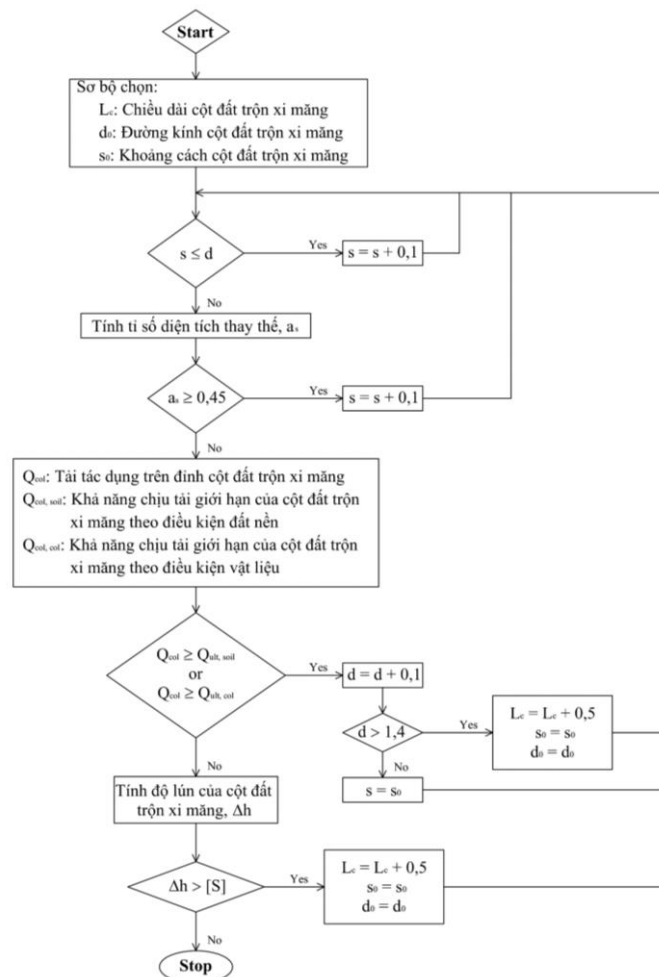 Start
Sơ bộ chọn:
Lc: Chiều dài cột đất trộn xi măng
d₀: Đường kính cột đất trộn xi măng
s₀: Khoảng cách cột đất trộn xi măng
s ≤ d
Yes
s = s + 0,1
No
Tính tỉ số diện tích thay thế, aₛ
aₛ ≥ 0,45
Yes
s = s + 0,1
No
Qcol: Tải tác dụng trên đỉnh cột đất trộn xi măng
Qcol, soil: Khả năng chịu tải giới hạn của cột đất trộn
xi măng theo điều kiện đất nền
Qcol, col: Khả năng chịu tải giới hạn của cột đất trộn
xi măng theo điều kiện vật liệu
Qcol ≥ Qult, soil
or
Qcol ≥ Qult, col
Yes
d = d + 0,1
d > 1,4
Yes
Lc = Lc + 0,5
s₀ = s₀
d₀ = d₀
No
s = s₀
No
Tính độ lún của cột đất
trộn xi măng, Δh
Δh > [S]
Yes
Lc = Lc + 0,5
s₀ = s₀
d₀ = d₀
No
Stop